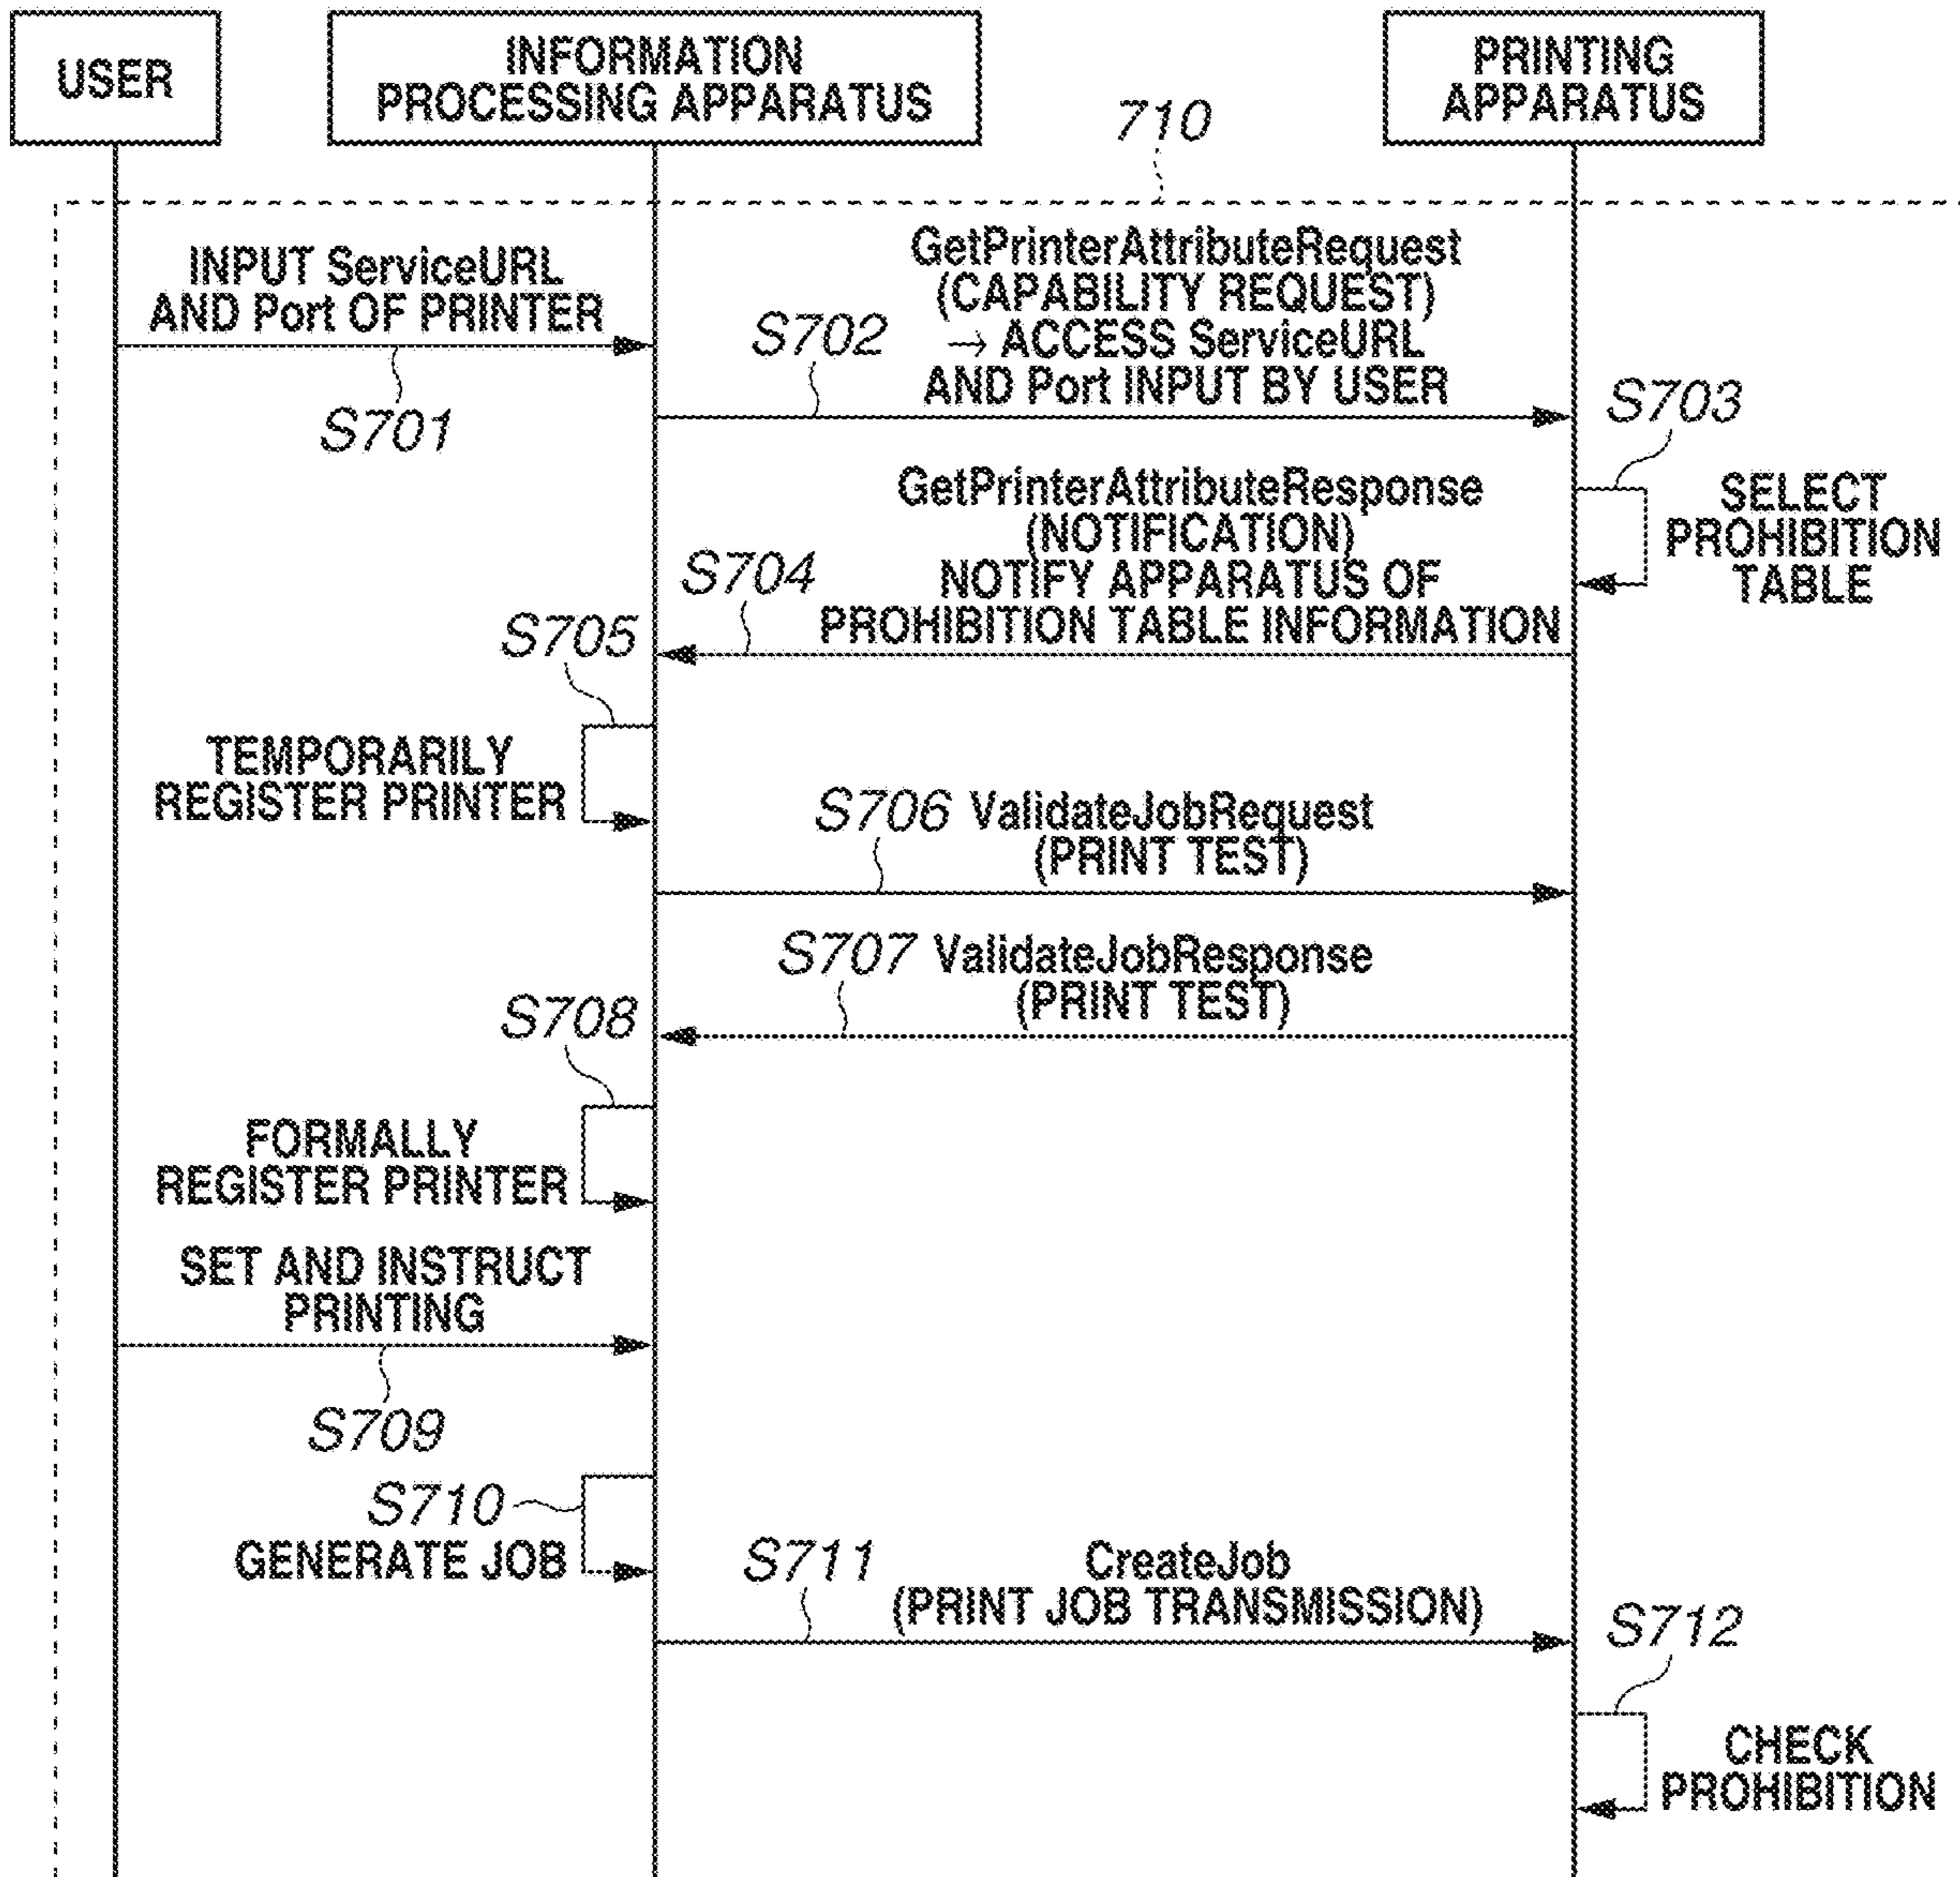 USER
INFORMATION
PROCESSING APPARATUS
PRINTING
APPARATUS
710
INPUT ServiceURL
AND Port OF PRINTER
S701
GetPrinterAttributeRequest
(CAPABILITY REQUEST)
→ ACCESS ServiceURL
AND Port INPUT BY USER
S702
S703
SELECT
PROHIBITION
TABLE
GetPrinterAttributeResponse
(NOTIFICATION)
NOTIFY APPARATUS OF
PROHIBITION TABLE INFORMATION
S704
S705
TEMPORARILY
REGISTER PRINTER
S706 ValidateJobRequest
(PRINT TEST)
S707 ValidateJobResponse
(PRINT TEST)
S708
FORMALLY
REGISTER PRINTER
SET AND INSTRUCT
PRINTING
S709
S710
GENERATE JOB
S711
CreateJob
(PRINT JOB TRANSMISSION)
S712
CHECK
PROHIBITION